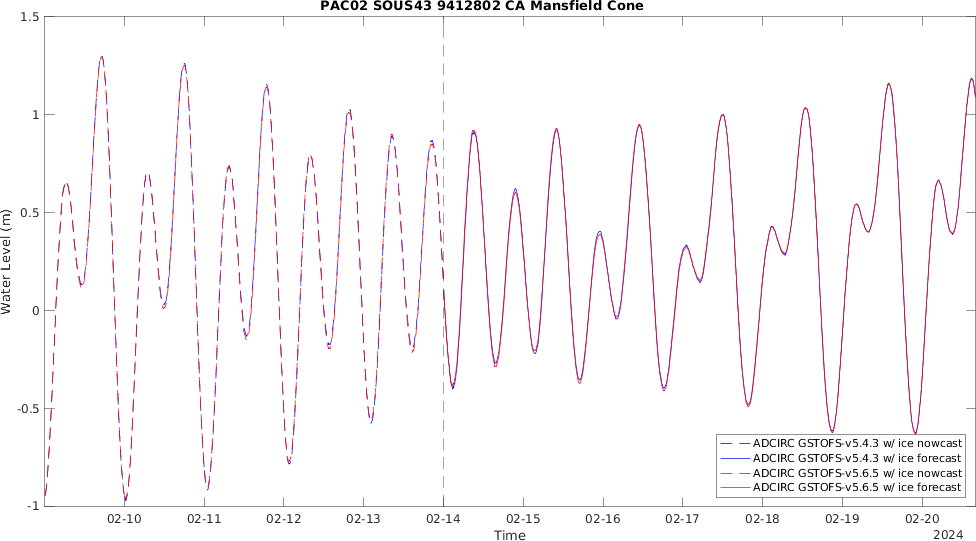 PAC02 SOUS43 9412802 CA Mansfield Cone
1.5
1
0.5
0
-0.5
-1
Water Level (m)
02-10
02-11
02-12
02-13
02-14
02-15
02-16
02-17
02-18
02-19
02-20
2024
Time
ADCIRC GSTOFS-v5.4.3 w/ ice nowcast
ADCIRC GSTOFS-v5.4.3 w/ ice forecast
ADCIRC GSTOFS-v5.6.5 w/ ice nowcast
ADCIRC GSTOFS-v5.6.5 w/ ice forecast